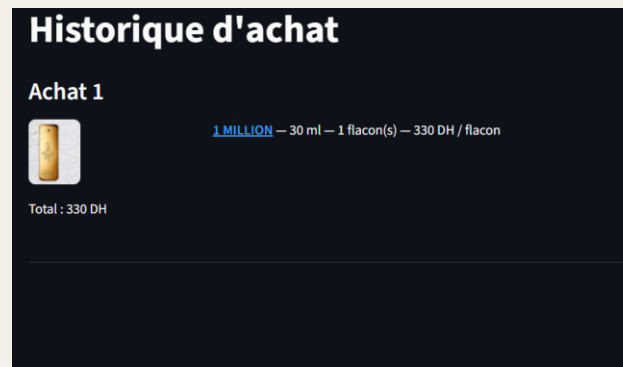 Historique d'achat
Achat 1
1 MILLION — 30 ml — 1 flacon(s) — 330 DH / flacon
Total : 330 DH